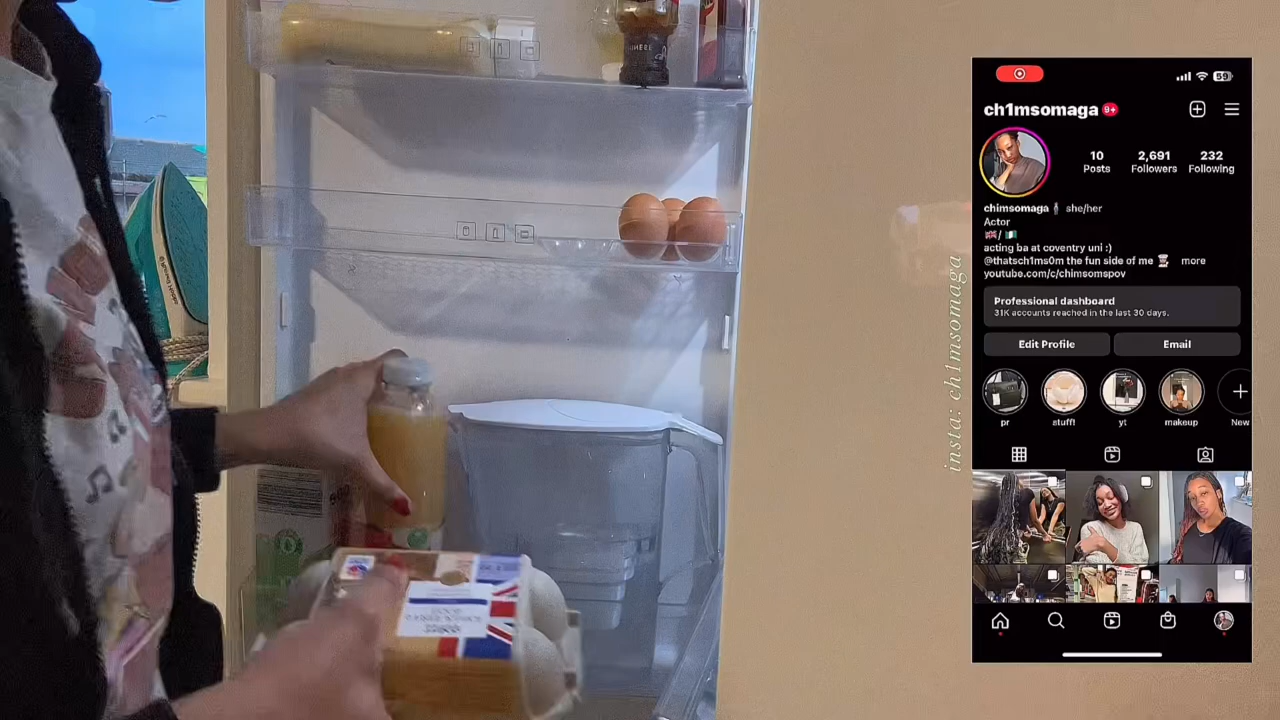 insta: ch1msomaga
59
ch1msomaga 9+
10 2,691 232
Posts Followers Following
chimsomaga she/her
Actor
🇬🇧/ 🇳🇬
acting ba at coventry uni :)
@thatsch1ms0m the fun side of me more
youtube.com/c/chimsomspov
Professional dashboard
31K accounts reached in the last 30 days.
Edit Profile Email
pr stuff! yt makeup New